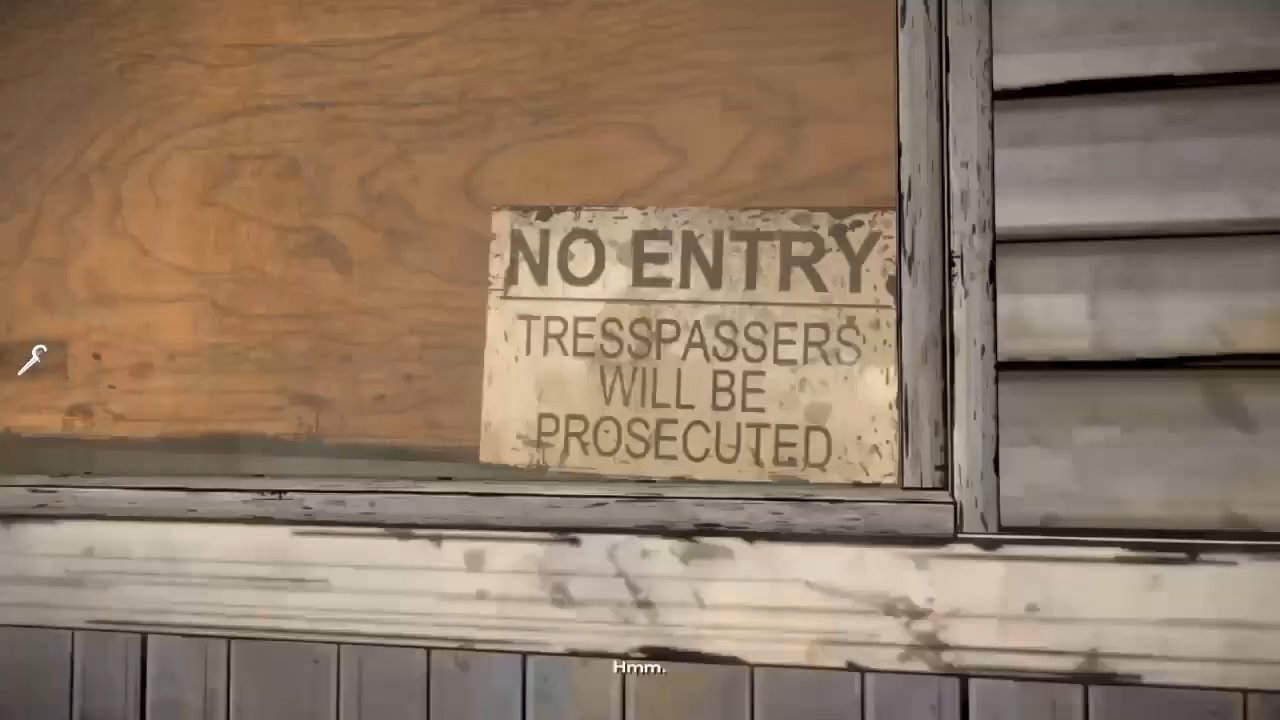 NO ENTRY
TRESSPASSERS
WILL BE
PROSECUTED
Hmm.